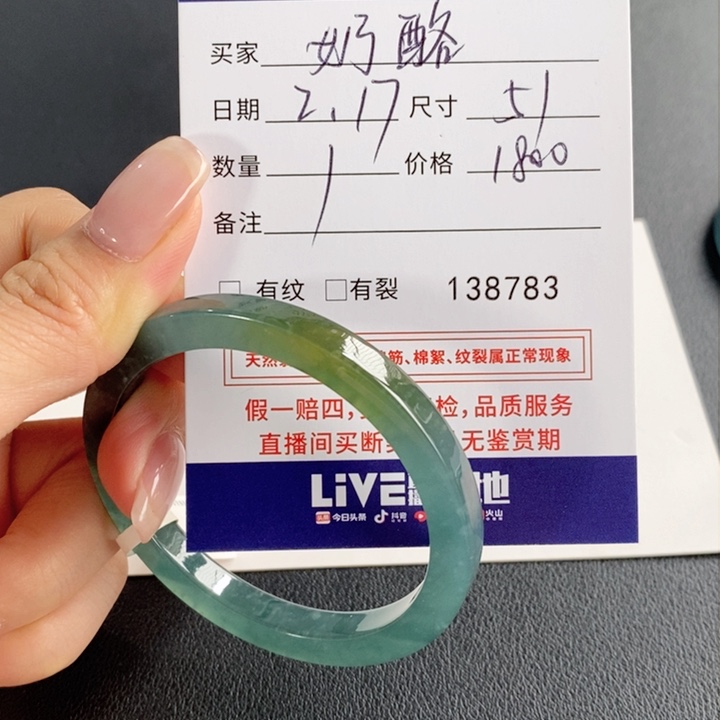 买家 奶酪
日期 2.17 尺寸 51
数量 1 价格 1800
备注
□ 有纹 □有裂 138783
天然 筋、棉絮、纹裂属正常现象
假一赔四, 检,品质服务
直播间买断 无鉴赏期
LiVE 地
今日头条 抖音 火山